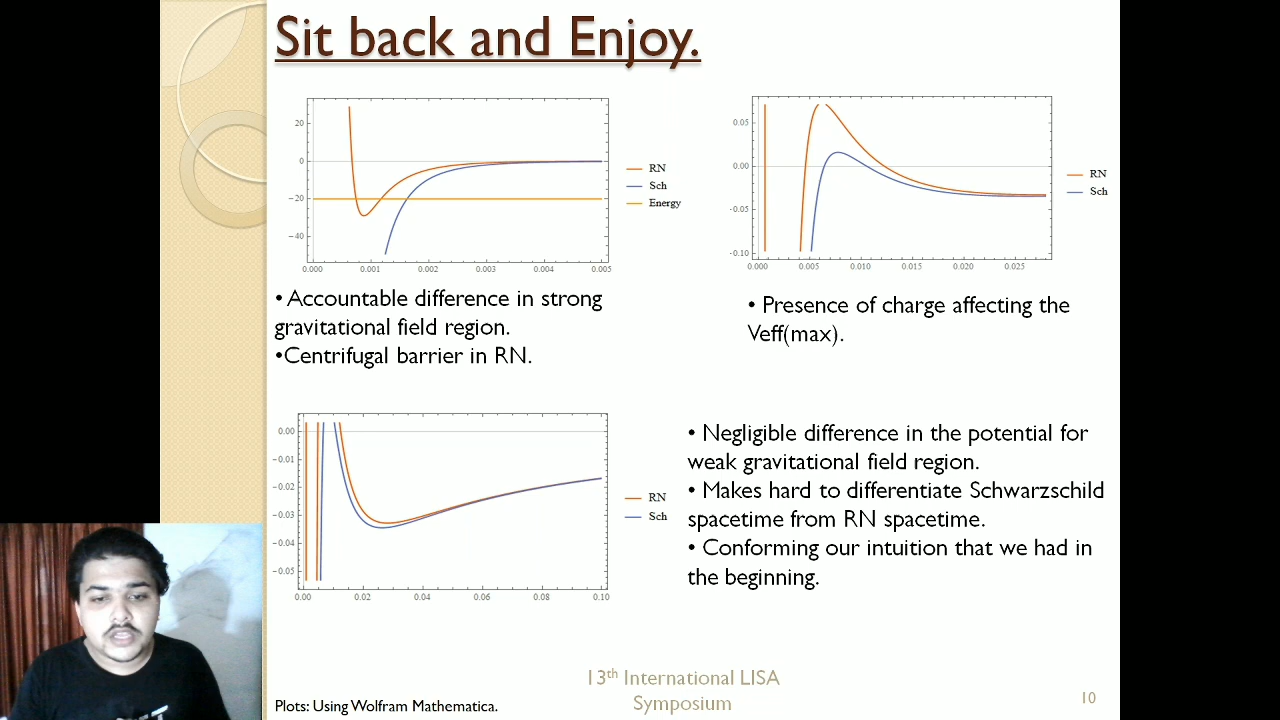 Sit back and Enjoy.
20
0
−20
−40
0.000 0.001 0.002 0.003 0.004 0.005
RN
Sch
Energy
0.05
0.00
-0.05
-0.10
0.000 0.005 0.010 0.015 0.020 0.025
RN
Sch
• Accountable difference in strong
gravitational field region.
•Centrifugal barrier in RN.
• Presence of charge affecting the
Veff(max).
0.00
−0.01
−0.02
−0.03
−0.04
−0.05
0.00 0.02 0.04 0.06 0.08 0.10
RN
Sch
• Negligible difference in the potential for
weak gravitational field region.
• Makes hard to differentiate Schwarzschild
spacetime from RN spacetime.
• Conforming our intuition that we had in
the beginning.
Plots: Using Wolfram Mathematica.
13th International LISA
Symposium
10